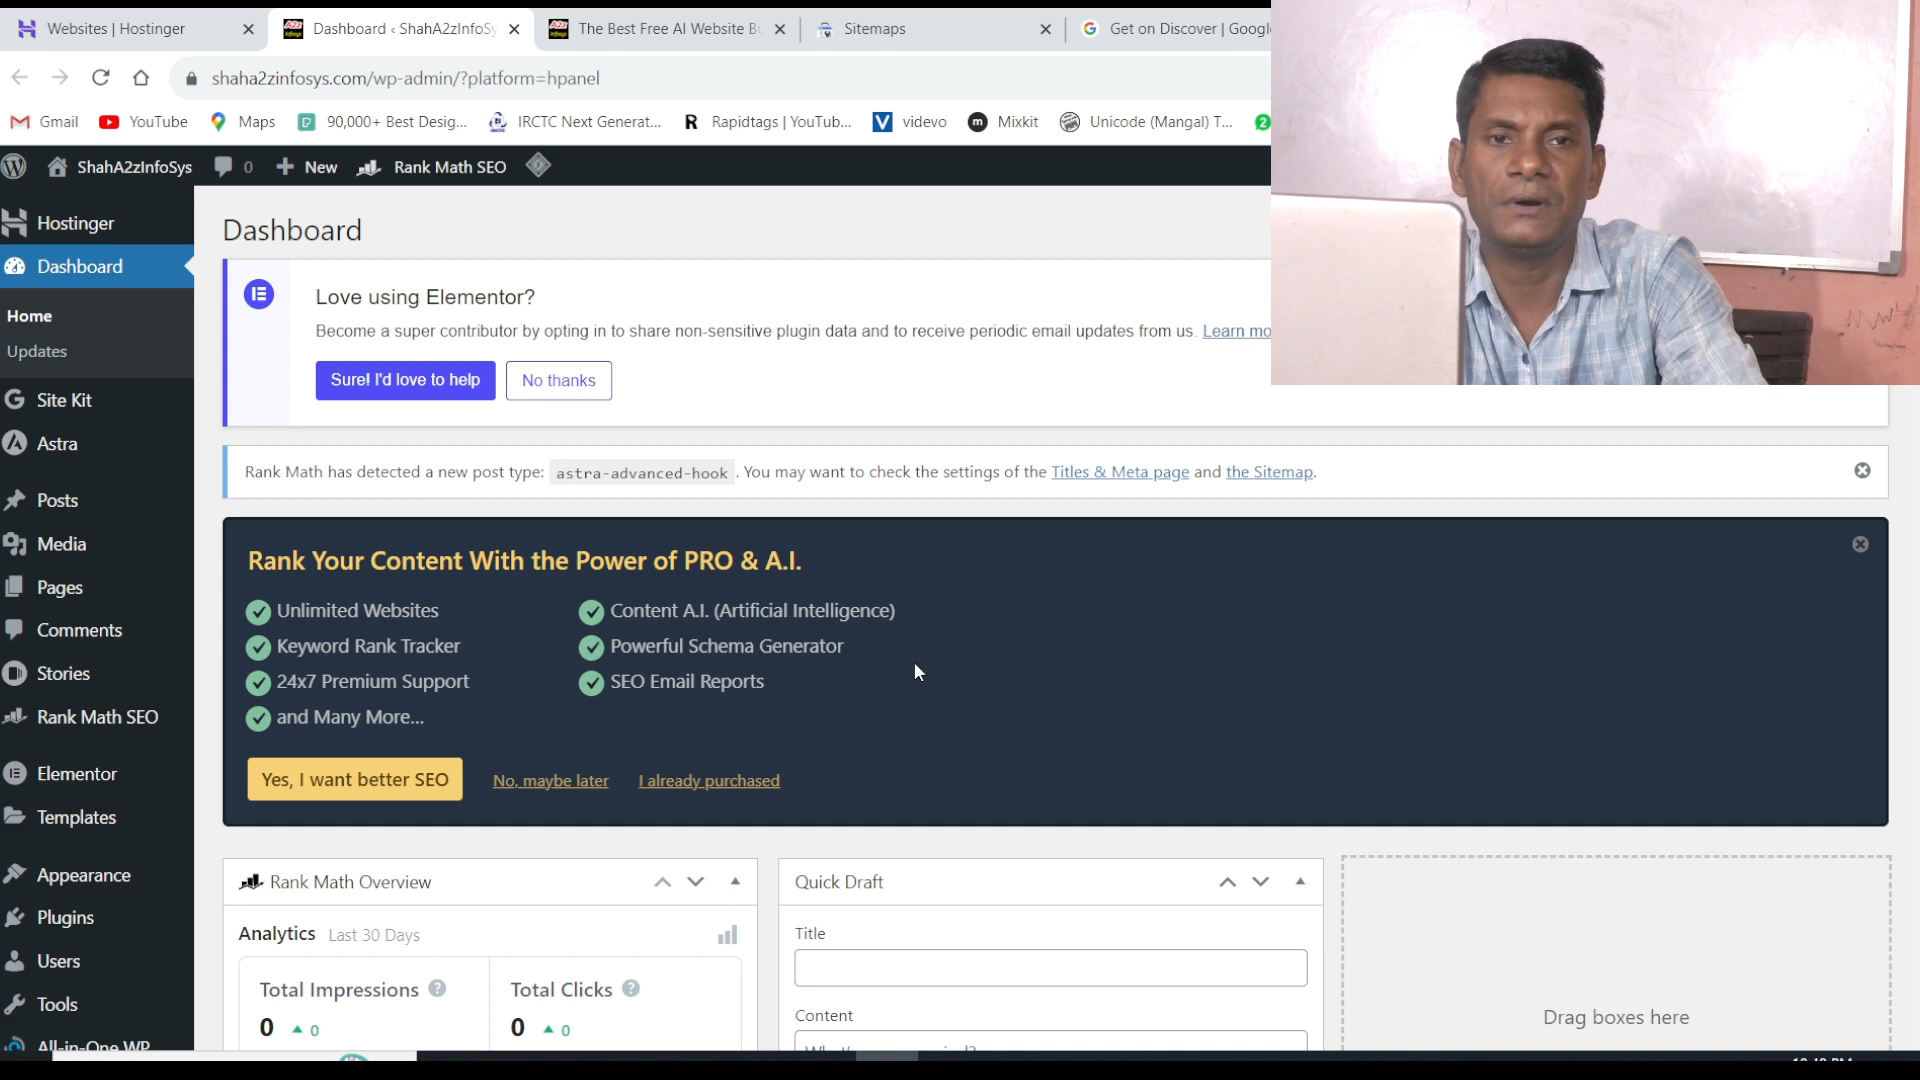 Websites | Hostinger
Dashboard ‹ ShahA2zInfoSy
The Best Free AI Website Bu
Sitemaps
Get on Discover | Googl
shaha2zinfosys.com/wp-admin/?platform=hpanel
Gmail
YouTube
Maps
90,000+ Best Desig...
IRCTC Next Generat...
Rapidtags | YouTub...
videvo
Mixkit
Unicode (Mangal) T...
2
ShahA2zInfoSys
0
New
Rank Math SEO
Hostinger
Dashboard
Home
Updates
Site Kit
Astra
Posts
Media
Pages
Comments
Stories
Rank Math SEO
Elementor
Templates
Appearance
Plugins
Users
Tools
All-in-One WP
Dashboard
Love using Elementor?
Become a super contributor by opting in to share non-sensitive plugin data and to receive periodic email updates from us. Learn mo
Sure! I'd love to help
No thanks
Rank Math has detected a new post type: astra-advanced-hook. You may want to check the settings of the Titles & Meta page and the Sitemap.
Rank Your Content With the Power of PRO & A.I.
Unlimited Websites
Content A.I. (Artificial Intelligence)
Keyword Rank Tracker
Powerful Schema Generator
24x7 Premium Support
SEO Email Reports
and Many More...
Yes, I want better SEO
No, maybe later
I already purchased
Rank Math Overview
Analytics Last 30 Days
Total Impressions
0 0
Total Clicks
0 0
Quick Draft
Title
Content
Drag boxes here